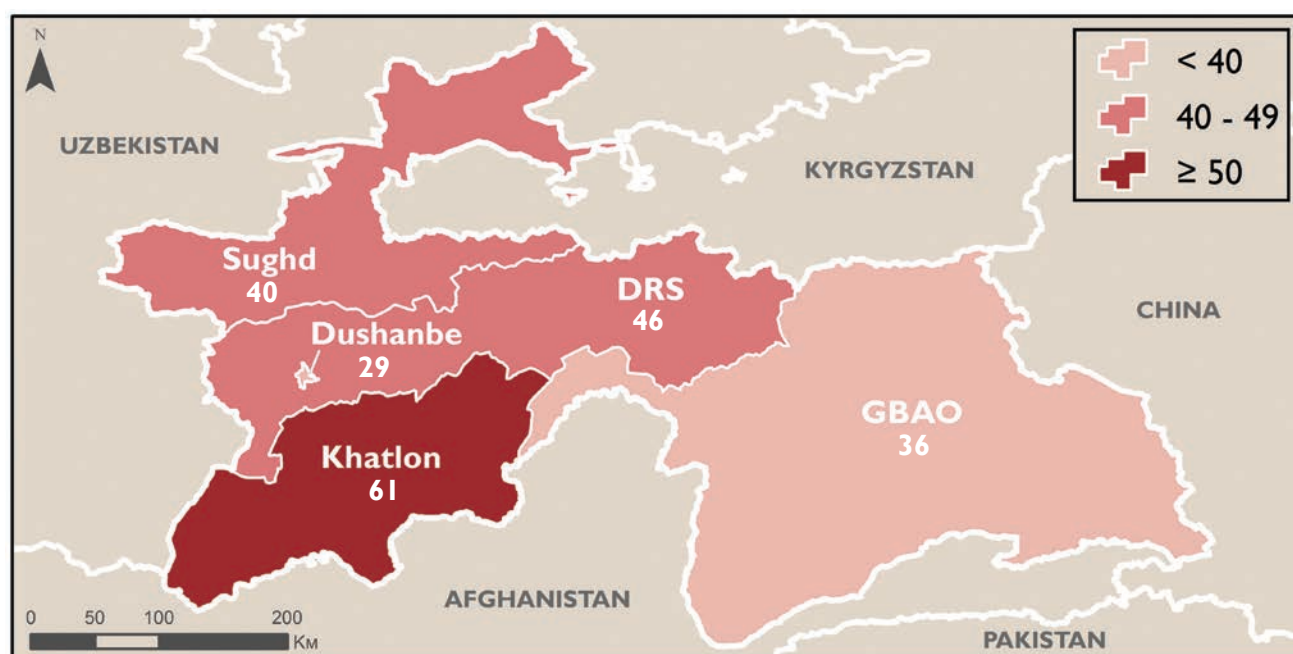 N
< 40
40 - 49
≥ 50
UZBEKISTAN
KYRGYZSTAN
Sughd
40
DRS
46
CHINA
Dushanbe
29
GBAO
36
Khatlon
61
AFGHANISTAN
0 50 100 200
Km
PAKISTAN